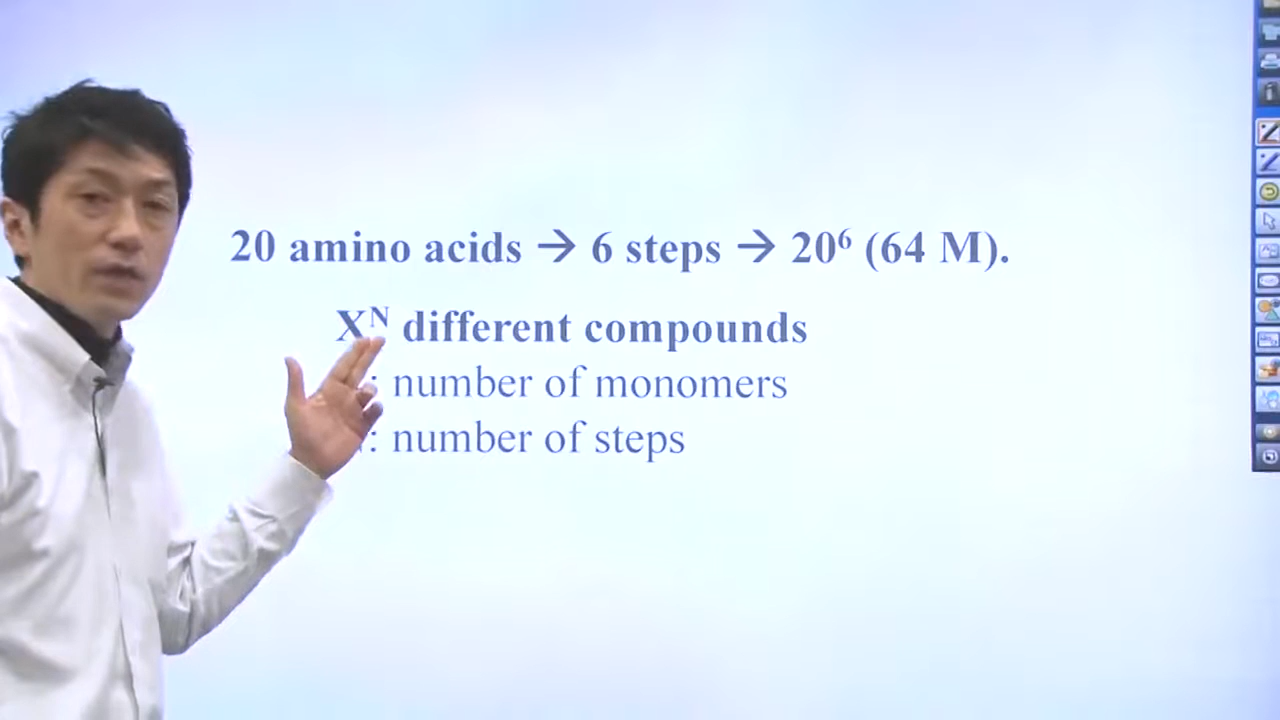 20 amino acids → 6 steps → 20⁶ (64 M).
Xᴺ different compounds
: number of monomers
: number of steps